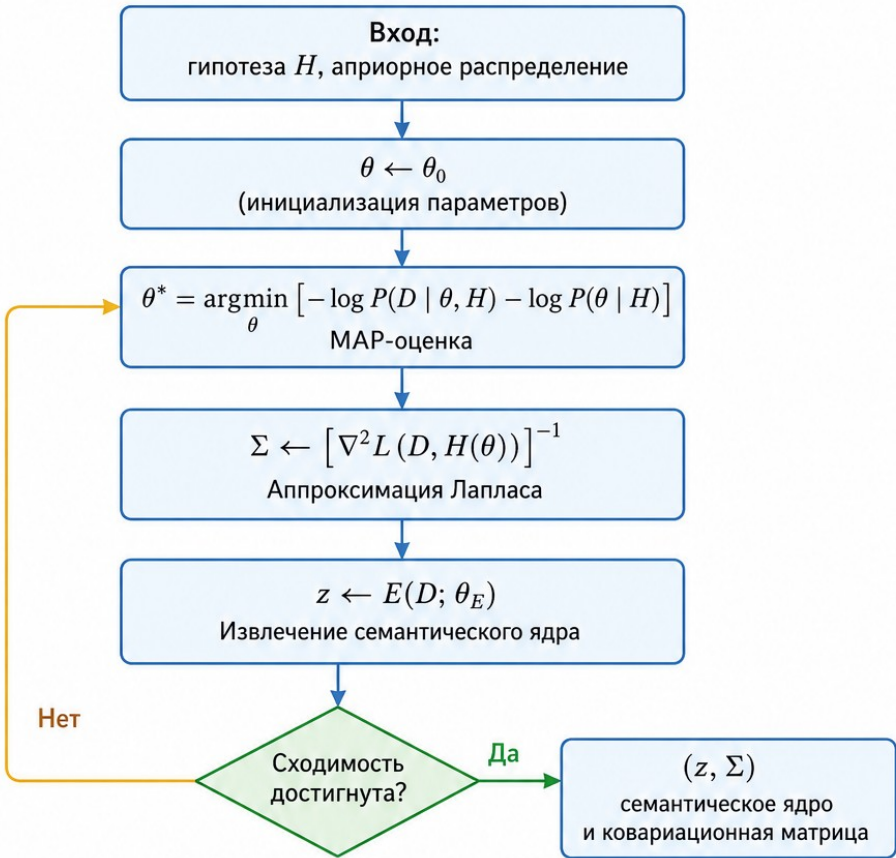 Вход:
гипотеза H, априорное распределение
θ ← θ₀
(инициализация параметров)
θ* = argmin [− log P(D | θ, H) − log P(θ | H)]
θ
MAP-оценка
Σ ← [∇²L (D, H(θ))]⁻¹
Аппроксимация Лапласа
z ← E(D; θ_E)
Извлечение семантического ядра
Нет
Сходимость
достигнута?
Да
(z, Σ)
семантическое ядро
и ковариационная матрица